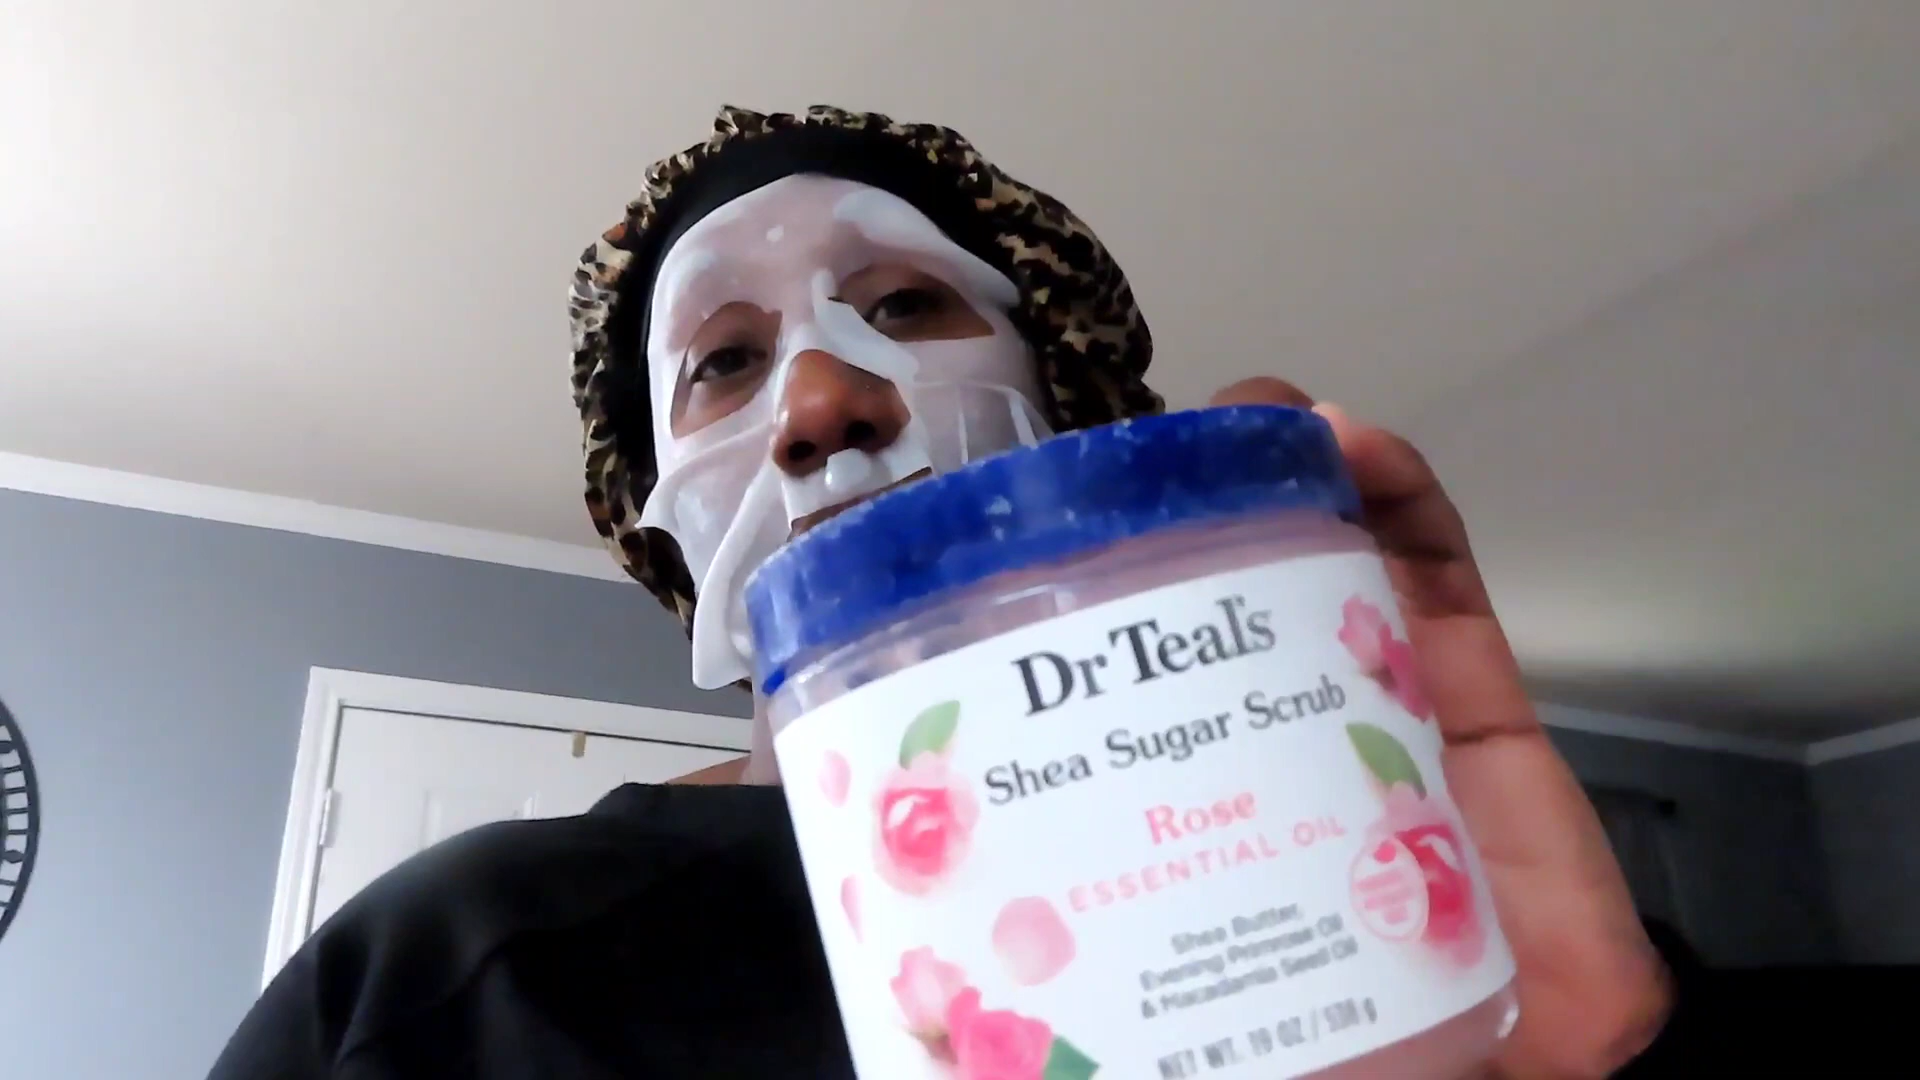 Dr Teal's
Shea Sugar Scrub
Rose
ESSENTIAL OIL
Shea Butter,
Evening Primrose Oil
& Macadamia Seed Oil
NET WT. 19 OZ / 538 g